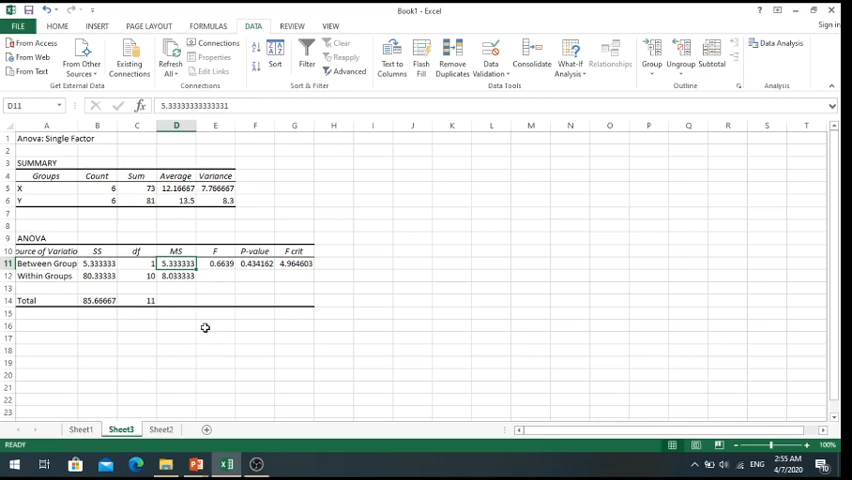 Book1 - Excel
Sign in
FILE HOME INSERT PAGE LAYOUT FORMULAS DATA REVIEW VIEW
From Access
From Web
From Text
From Other Sources
Existing Connections
Get External Data
Refresh All
Connections
Properties
Edit Links
Connections
Sort
Filter
Clear
Reapply
Advanced
Sort & Filter
Text to Columns
Flash Fill
Remove Duplicates
Data Validation
Consolidate
What-If Analysis
Relationships
Data Tools
Group
Ungroup
Subtotal
Outline
Data Analysis
Analysis
D11 fx 5.33333333333331
A B C D E F G H I J K L M N O P Q R S T
1 Anova: Single Factor
2
3 SUMMARY
4 Groups Count Sum Average Variance
5 X 6 73 12.16667 7.766667
6 Y 6 81 13.5 8.3
7
8
9 ANOVA
10 ource of Variatio SS df MS F P-value F crit
11 Between Group 5.333333 1 5.333333 0.6639 0.434162 4.964603
12 Within Groups 80.33333 10 8.033333
13
14 Total 85.66667 11
15
16
17
18
19
20
21
22
23
Sheet1 Sheet3 Sheet2
READY 100%
ENG
2:55 AM
4/7/2020
10